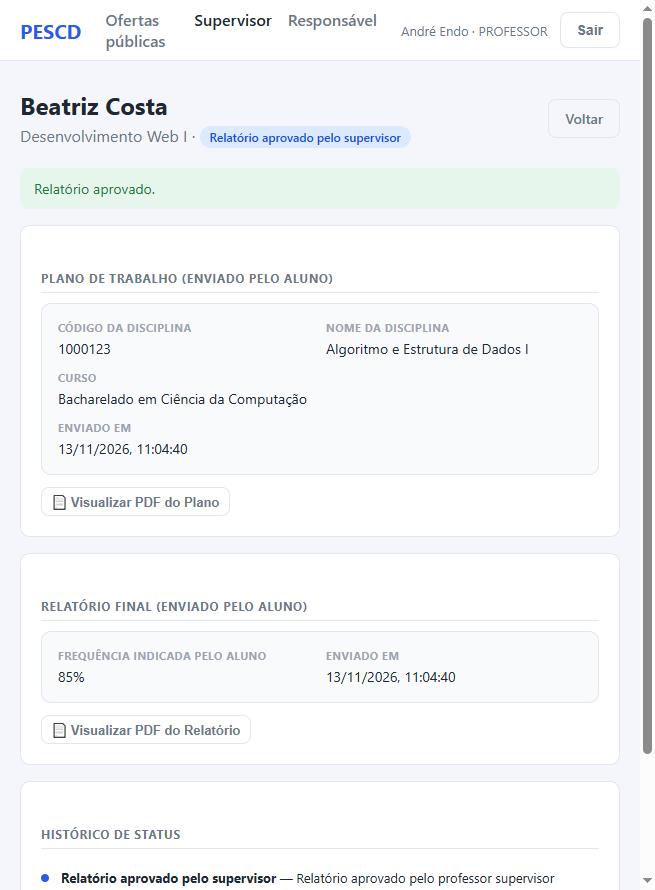 PESCD
Ofertas públicas
Supervisor
Responsável
André Endo · PROFESSOR
Sair
Beatriz Costa
Desenvolvimento Web I · Relatório aprovado pelo supervisor
Voltar
Relatório aprovado.
PLANO DE TRABALHO (ENVIADO PELO ALUNO)
CÓDIGO DA DISCIPLINA
1000123
NOME DA DISCIPLINA
Algoritmo e Estrutura de Dados I
CURSO
Bacharelado em Ciência da Computação
ENVIADO EM
13/11/2026, 11:04:40
Visualizar PDF do Plano
RELATÓRIO FINAL (ENVIADO PELO ALUNO)
FREQUÊNCIA INDICADA PELO ALUNO
85%
ENVIADO EM
13/11/2026, 11:04:40
Visualizar PDF do Relatório
HISTÓRICO DE STATUS
Relatório aprovado pelo supervisor — Relatório aprovado pelo professor supervisor